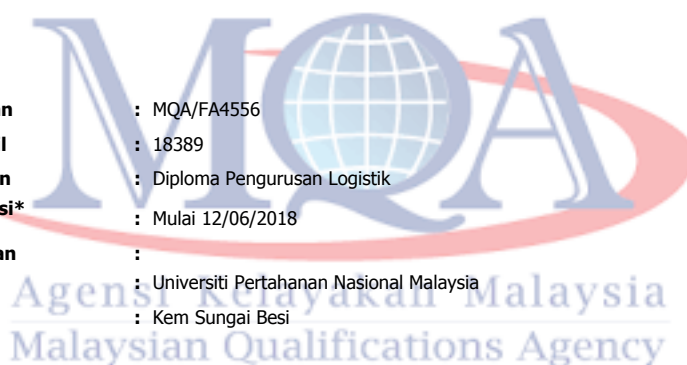 MQA
an : MQA/FA4556
l : 18389
n : Diploma Pengurusan Logistik
si* : Mulai 12/06/2018
an :
: Universiti Pertahanan Nasional Malaysia
Agensi Kelayakan Malaysia
: Kem Sungai Besi
Malaysian Qualifications Agency